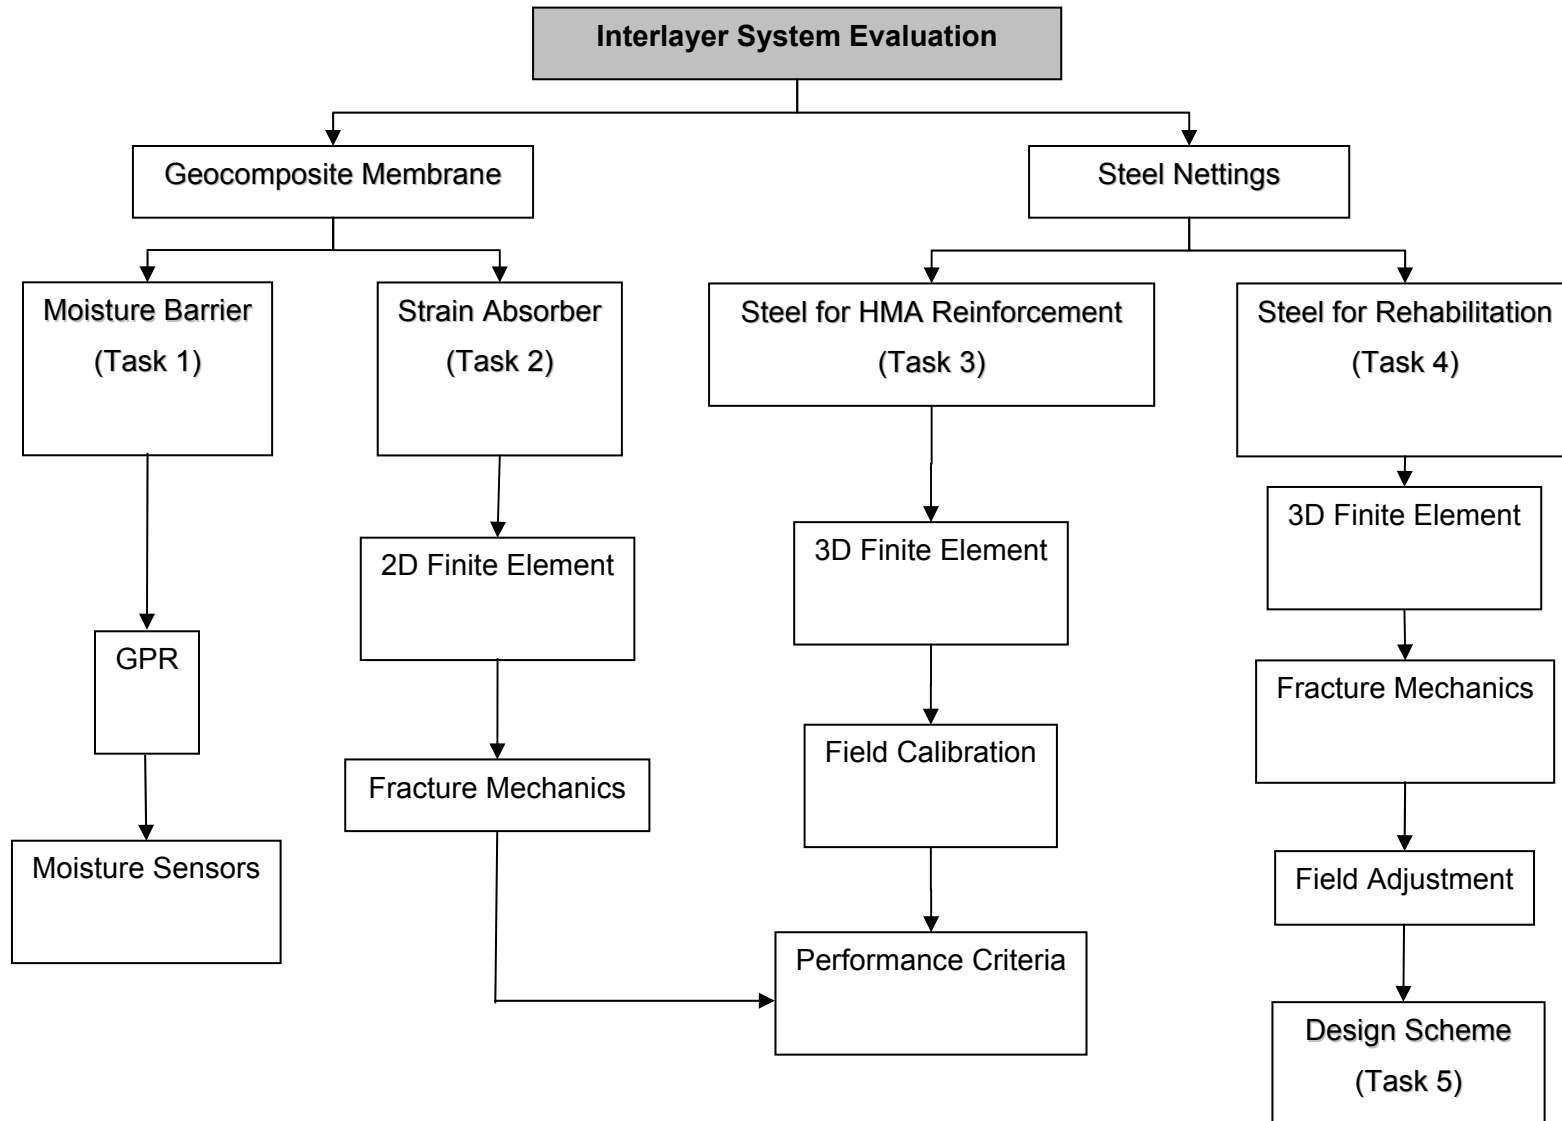 Interlayer System Evaluation
Geocomposite Membrane
Steel Nettings
Moisture Barrier
(Task 1)
Strain Absorber
(Task 2)
Steel for HMA Reinforcement
(Task 3)
Steel for Rehabilitation
(Task 4)
3D Finite Element
2D Finite Element
3D Finite Element
GPR
Fracture Mechanics
Field Calibration
Fracture Mechanics
Moisture Sensors
Field Adjustment
Performance Criteria
Design Scheme
(Task 5)